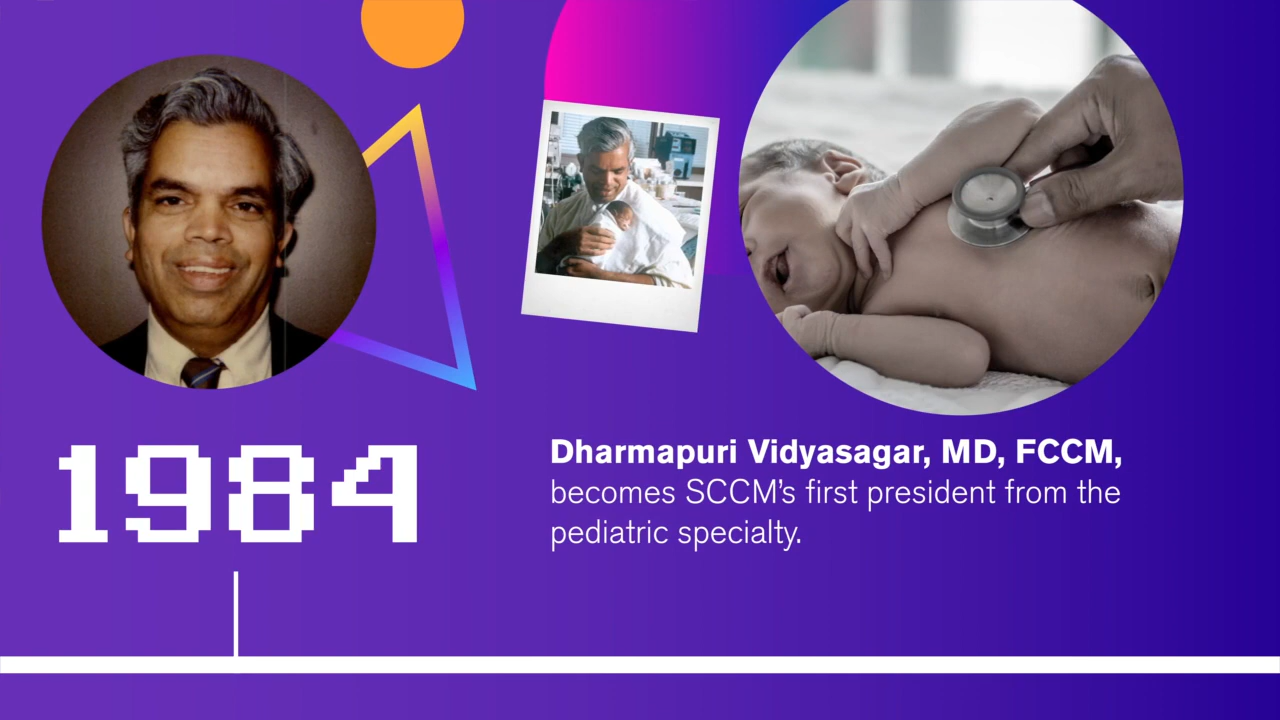 1984
Dharmapuri Vidyasagar, MD, FCCM,
becomes SCCM’s first president from the
pediatric specialty.